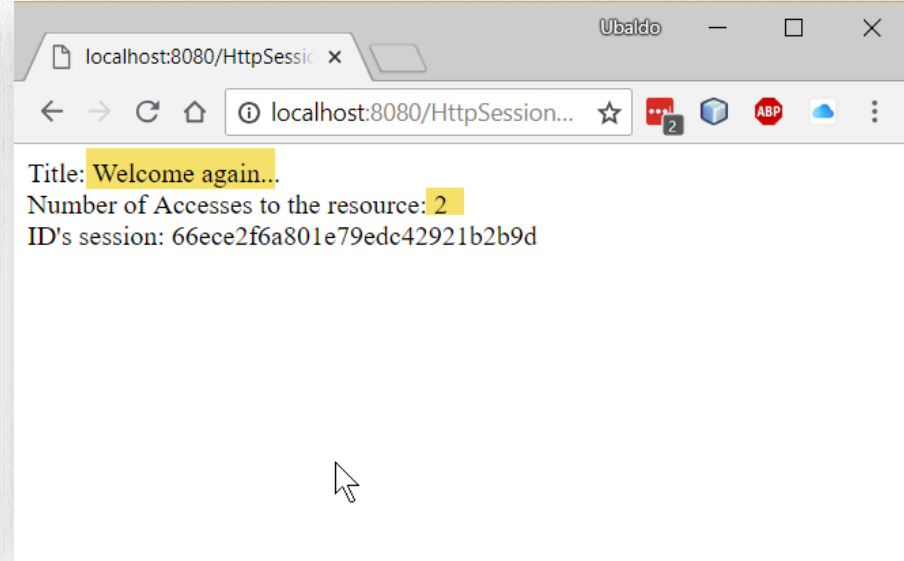 Ubaldo
localhost:8080/HttpSessio
localhost:8080/HttpSession...
2
ABP
Title: Welcome again...
Number of Accesses to the resource: 2
ID's session: 66ece2f6a801e79edc42921b2b9d